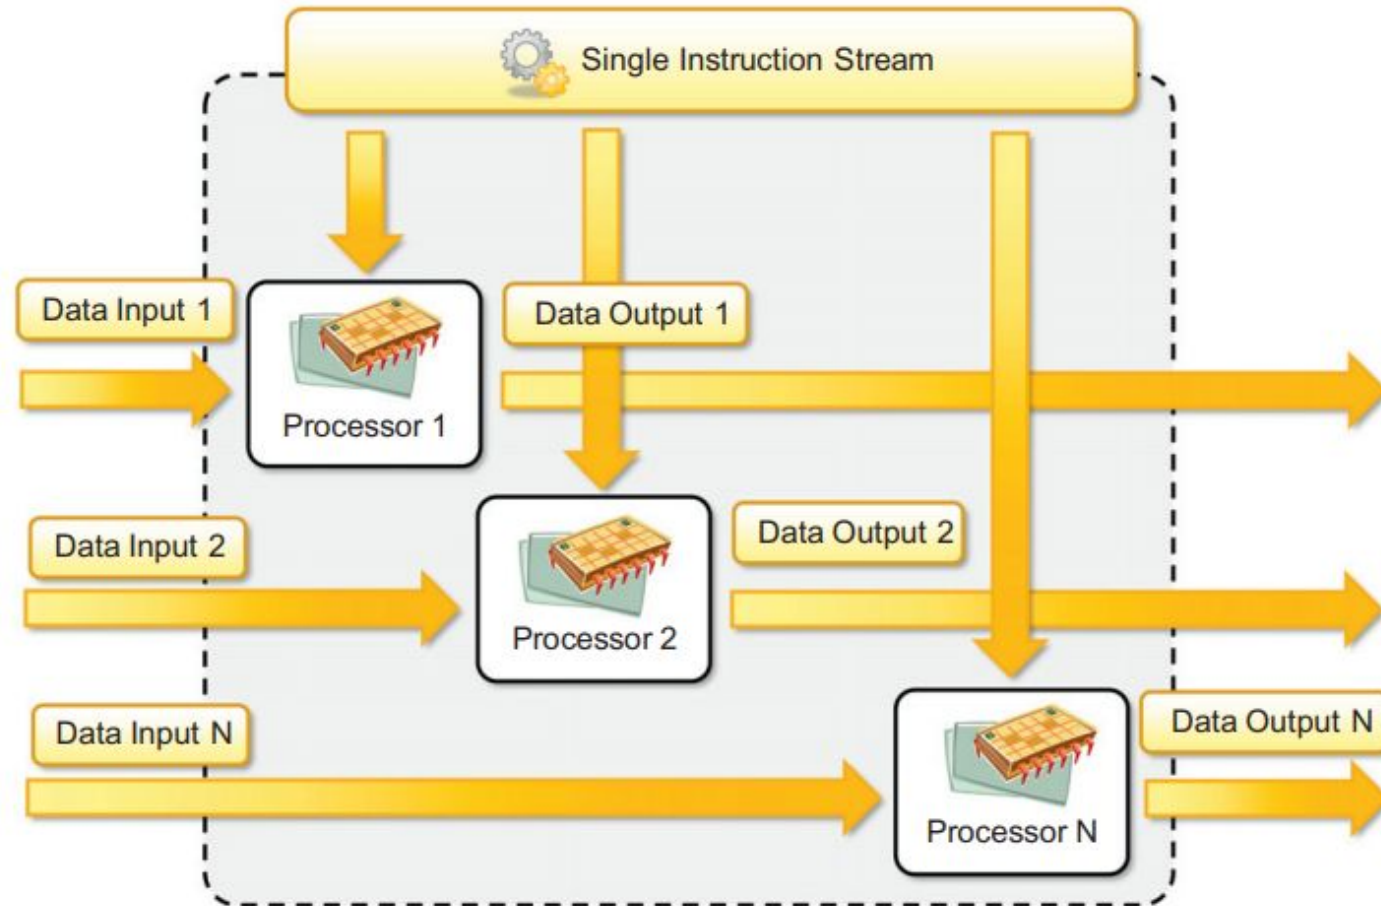 Single Instruction Stream
Data Input 1
Data Output 1
Processor 1
Data Input 2
Data Output 2
Processor 2
Data Input N
Data Output N
Processor N